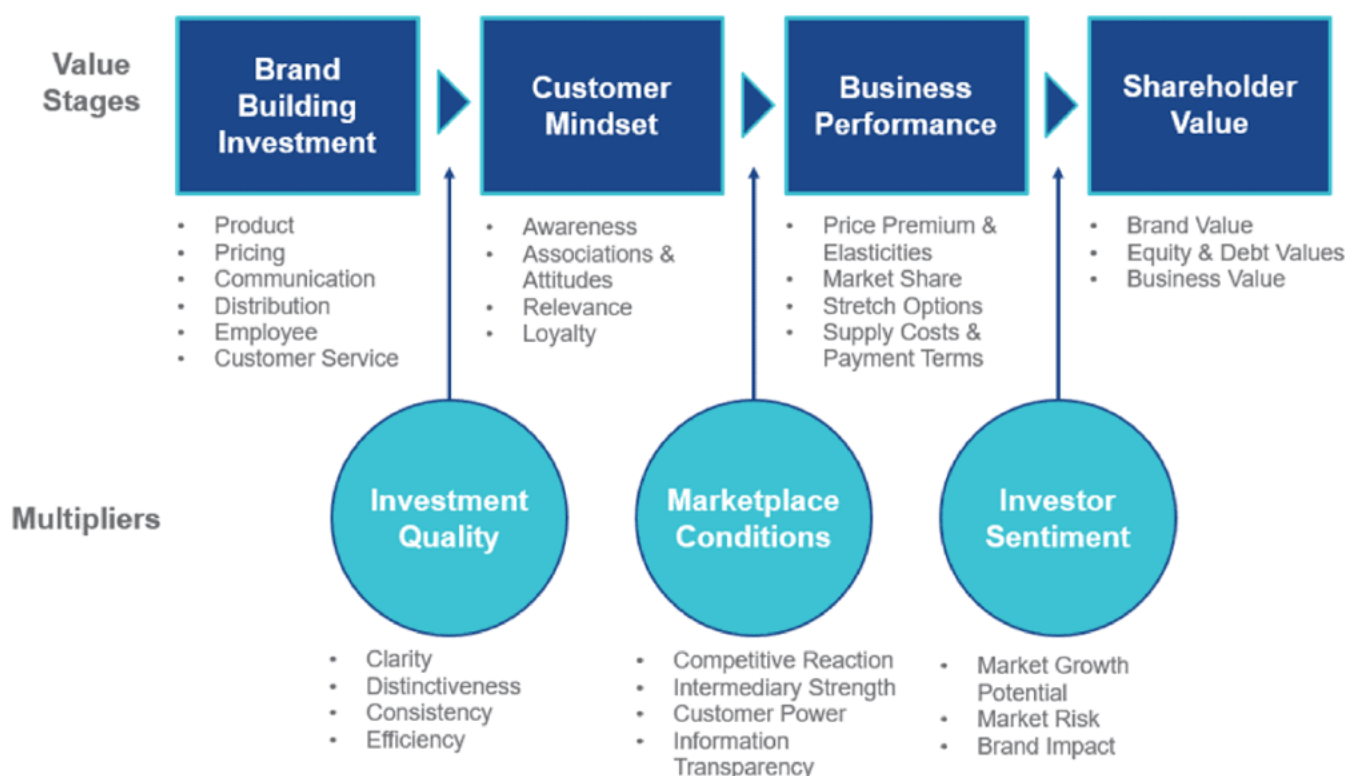 Value
Stages
Brand
Building
Investment
Customer
Mindset
Business
Performance
Shareholder
Value
• Product
• Pricing
• Communication
• Distribution
• Employee
• Customer Service
• Awareness
• Associations &
Attitudes
• Relevance
• Loyalty
• Price Premium &
Elasticities
• Market Share
• Stretch Options
• Supply Costs &
Payment Terms
• Brand Value
• Equity & Debt Values
• Business Value
Multipliers
Investment
Quality
Marketplace
Conditions
Investor
Sentiment
• Clarity
• Distinctiveness
• Consistency
• Efficiency
• Competitive Reaction
• Intermediary Strength
• Customer Power
• Information
Transparency
• Market Growth
Potential
• Market Risk
• Brand Impact